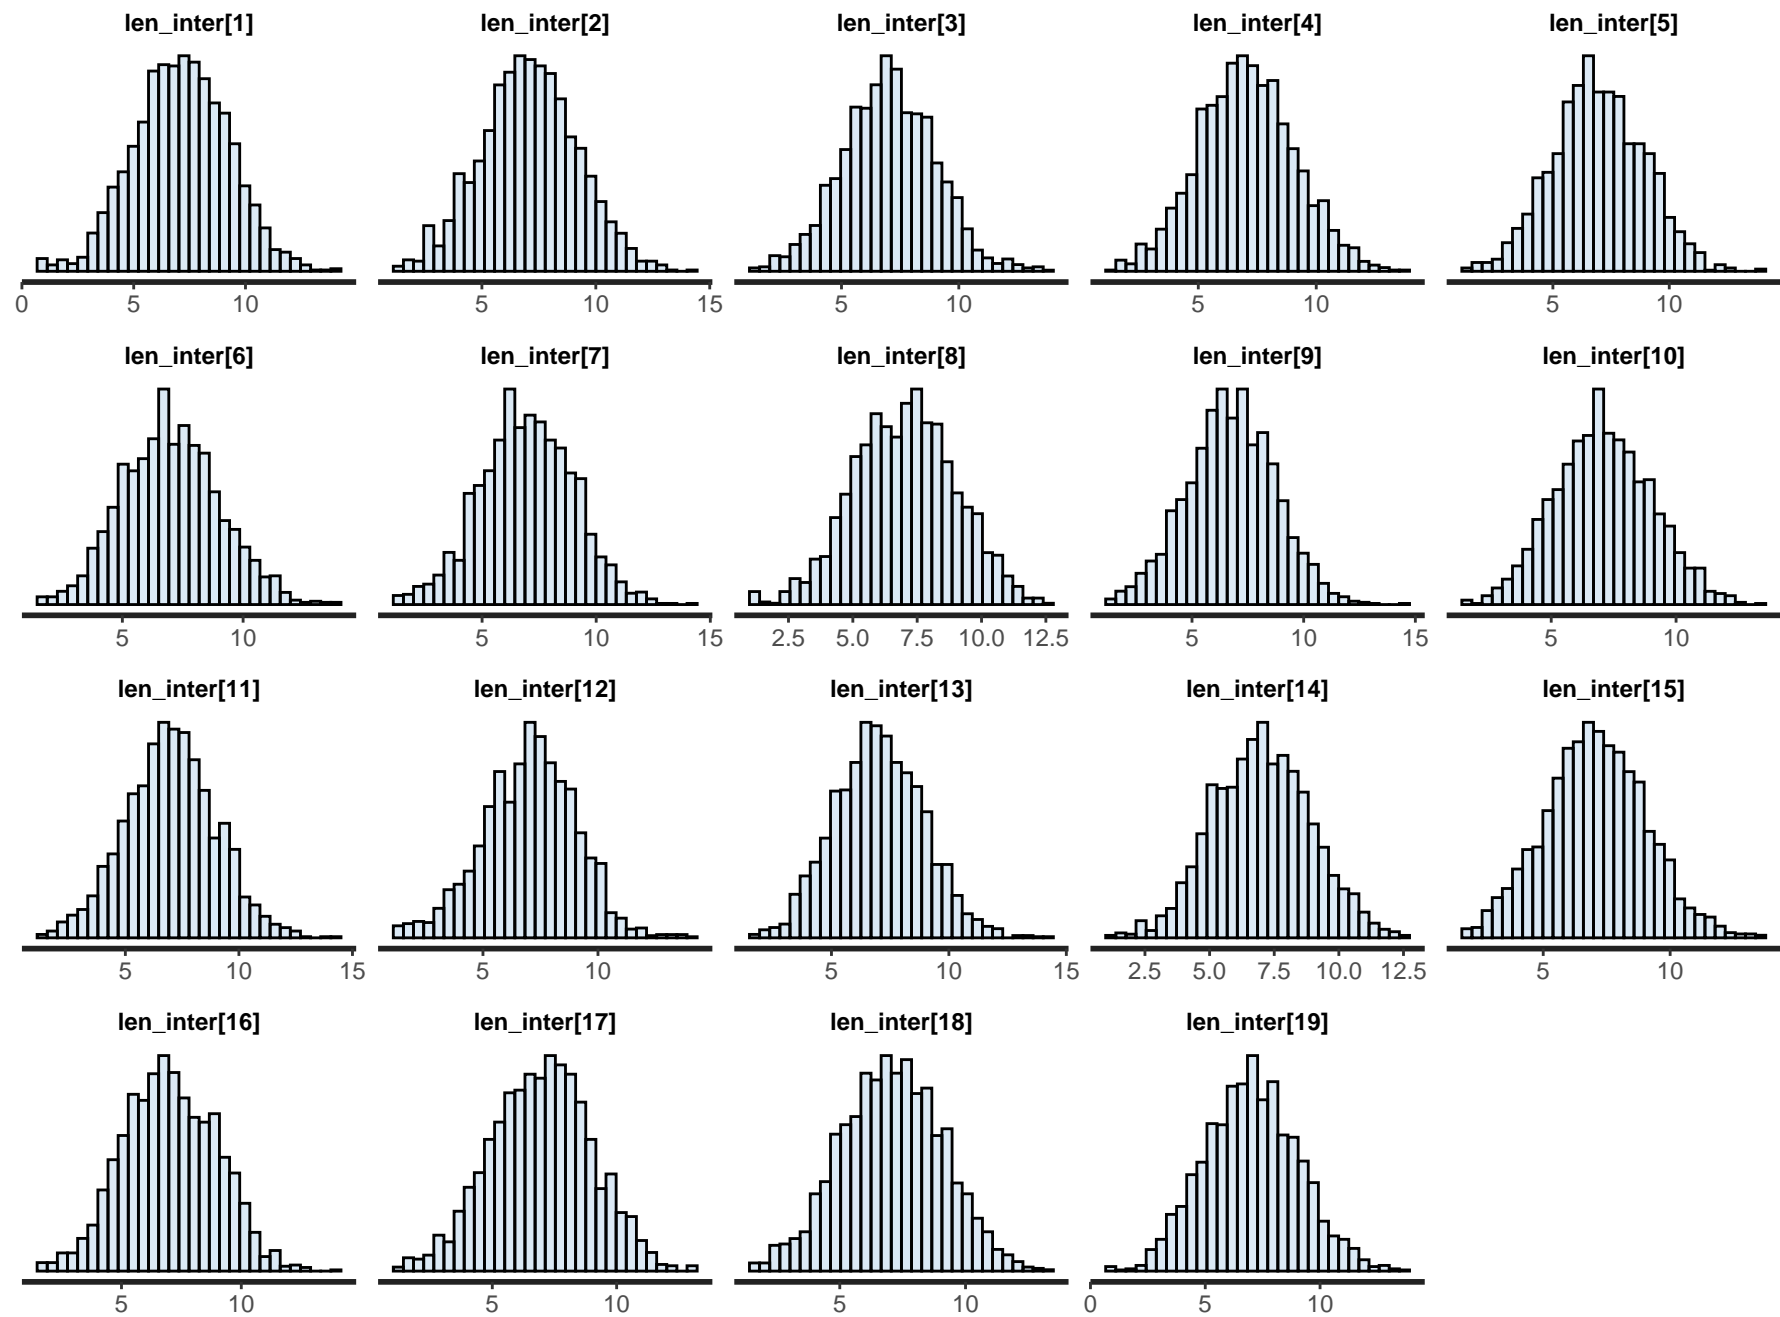 len_inter[1] len_inter[2] len_inter[3] len_inter[4] len_inter[5]
0 5 10 5 10 15 5 10 5 10 5 10
len_inter[6] len_inter[7] len_inter[8] len_inter[9] len_inter[10]
5 10 5 10 15 2.5 5.0 7.5 10.0 12.5 5 10 15 5 10
len_inter[11] len_inter[12] len_inter[13] len_inter[14] len_inter[15]
5 10 15 5 10 5 10 15 2.5 5.0 7.5 10.0 12.5 5 10
len_inter[16] len_inter[17] len_inter[18] len_inter[19]
5 10 5 10 5 10 0 5 10